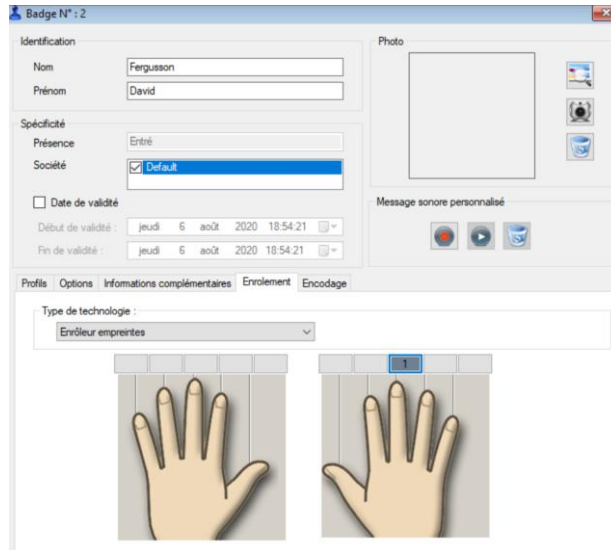 Badge N° : 2
Identification
Nom
Fergusson
Prénom
David
Photo
Spécificité
Présence
Entré
Société
Default
Date de validité
Début de validité :
jeudi 6 août 2020 18:54:21
Fin de validité :
jeudi 6 août 2020 18:54:21
Message sonore personnalisé
Profils Options Informations complémentaires Enrolement Encodage
Type de technologie :
Enrôleur empreintes
1